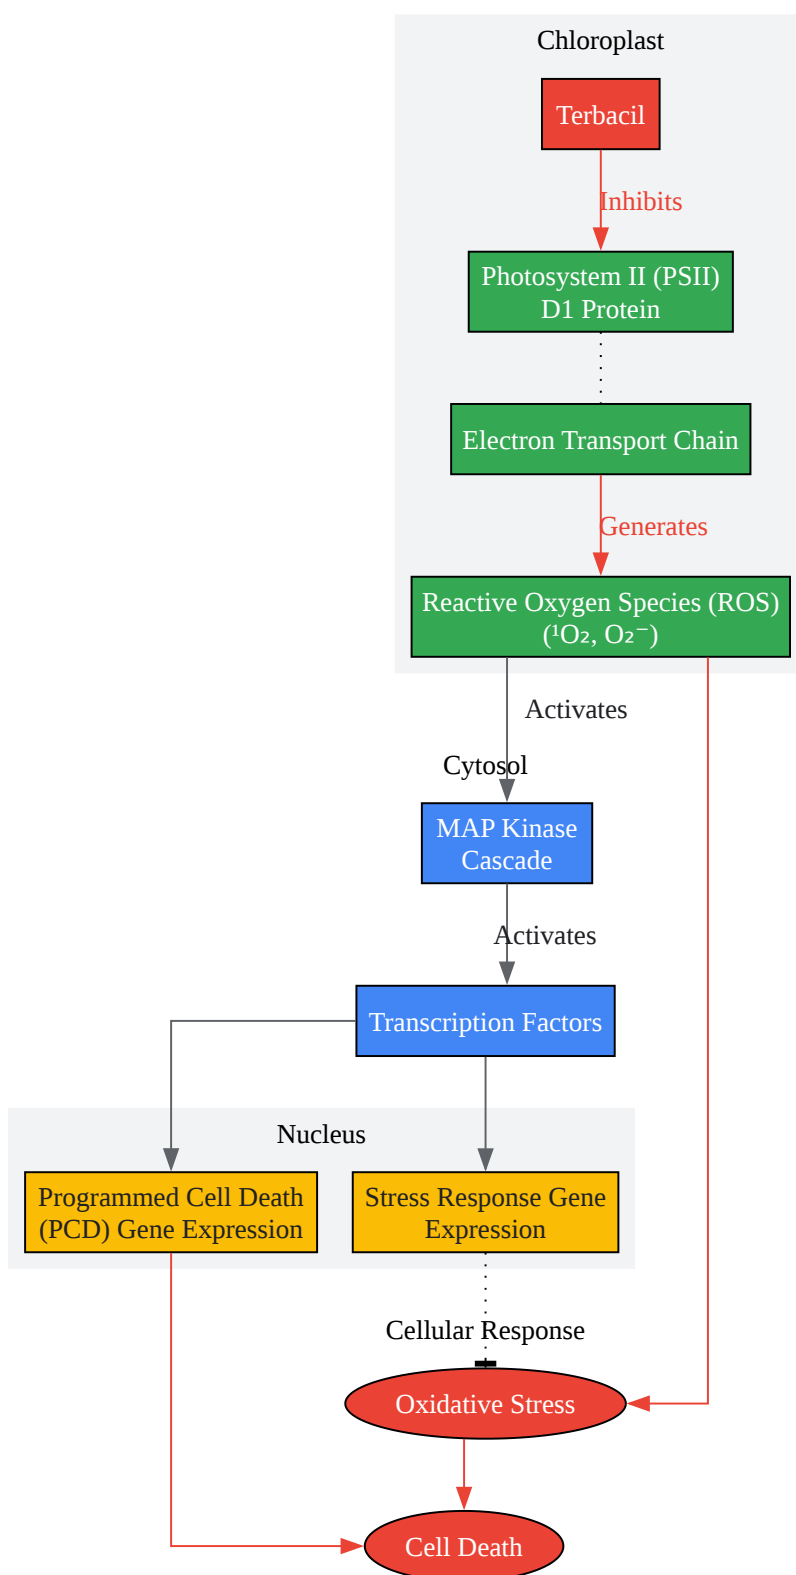 Chloroplast
Terbacil
Inhibits
Photosystem II (PSII)
D1 Protein
Electron Transport Chain
Generates
Reactive Oxygen Species (ROS)
(¹O₂, O₂⁻)
Activates
Cytosol
MAP Kinase
Cascade
Activates
Transcription Factors
Nucleus
Programmed Cell Death
(PCD) Gene Expression
Stress Response Gene
Expression
Cellular Response
Oxidative Stress
Cell Death